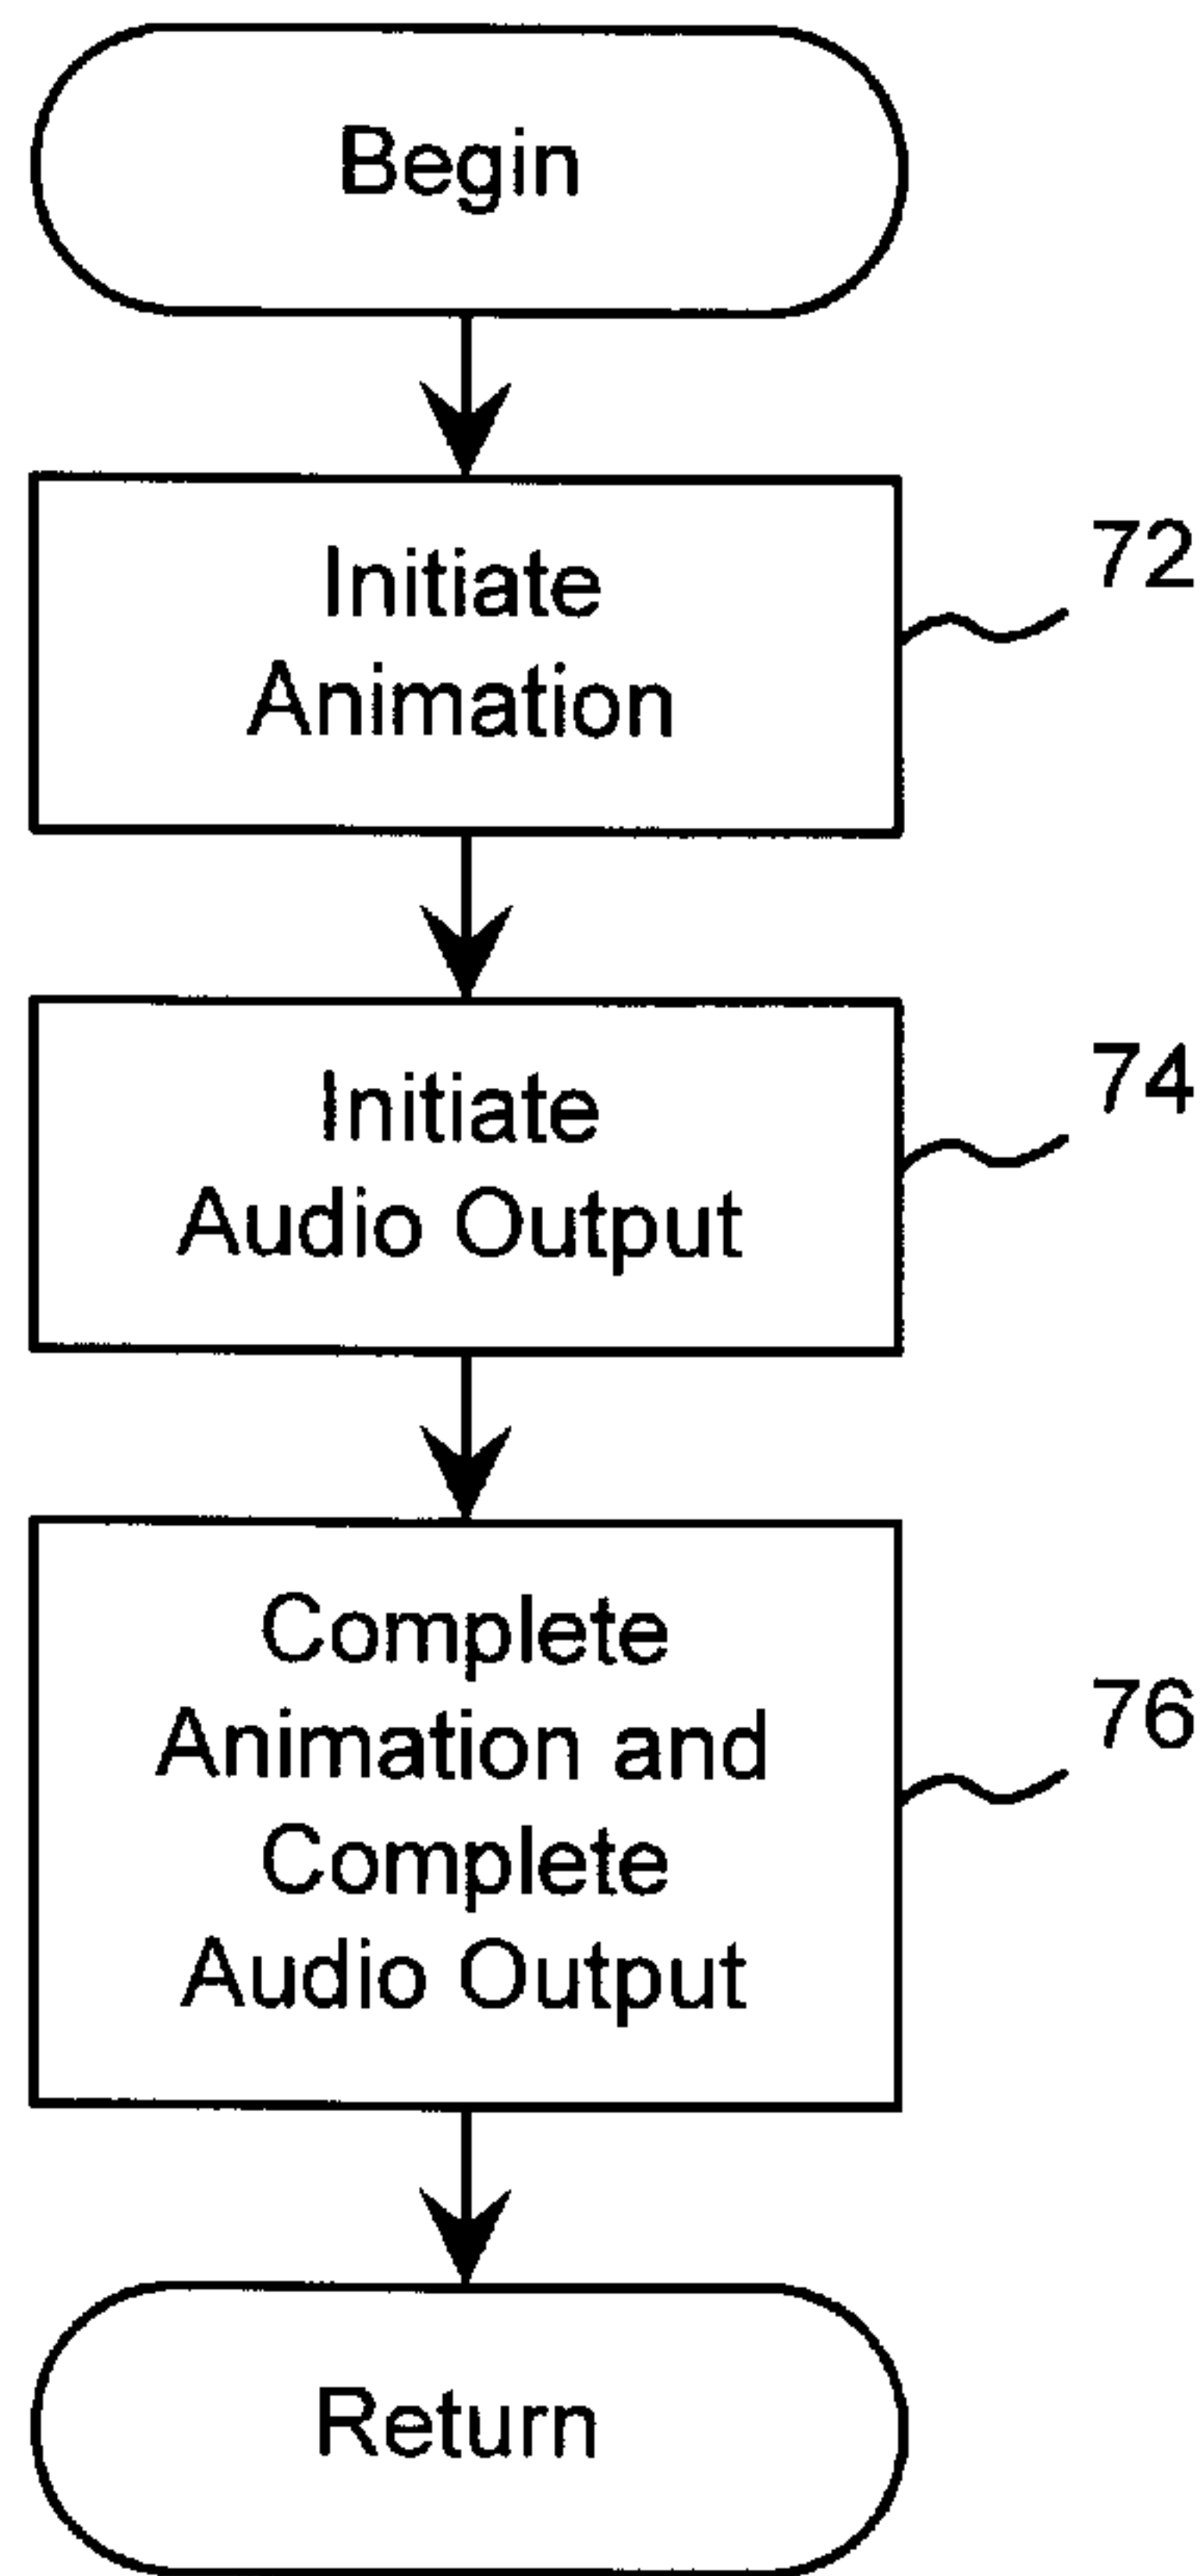 Begin
Initiate
Animation
72
Initiate
Audio Output
74
Complete
Animation and
Complete
Audio Output
76
Return